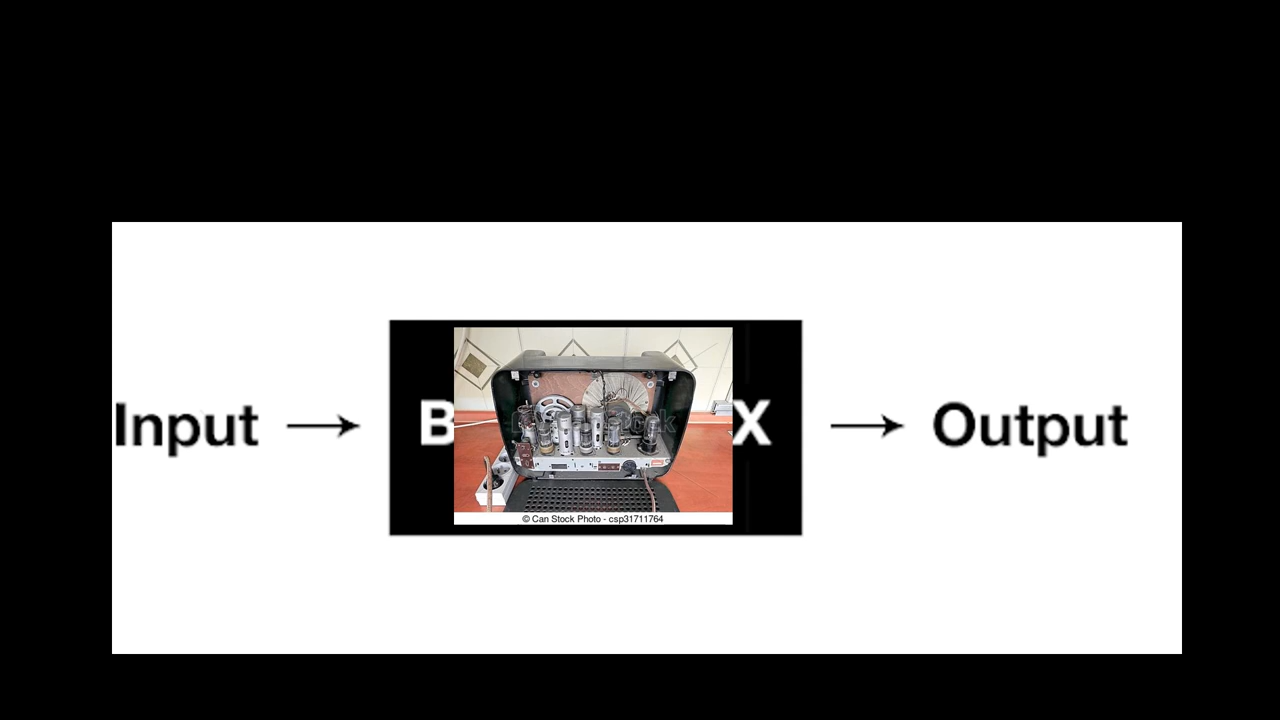 Input → B X → Output
© Can Stock Photo - csp31711764